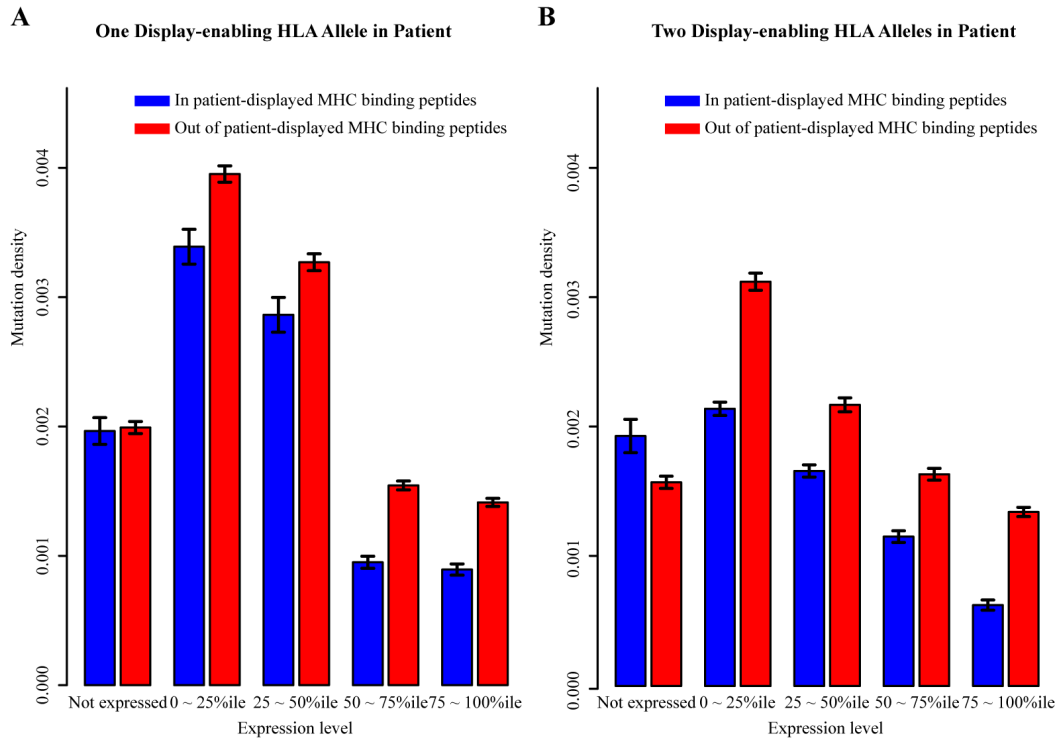 A
One Display-enabling HLA Allele in Patient
In patient-displayed MHC binding peptides
Out of patient-displayed MHC binding peptides
Mutation density
0.004
0.003
0.002
0.001
0.000
Not expressed
0 ~ 25%ile
25 ~ 50%ile
50 ~ 75%ile
75 ~ 100%ile
Expression level
B
Two Display-enabling HLA Alleles in Patient
In patient-displayed MHC binding peptides
Out of patient-displayed MHC binding peptides
Mutation density
0.004
0.003
0.002
0.001
0.000
Not expressed
0 ~ 25%ile
25 ~ 50%ile
50 ~ 75%ile
75 ~ 100%ile
Expression level